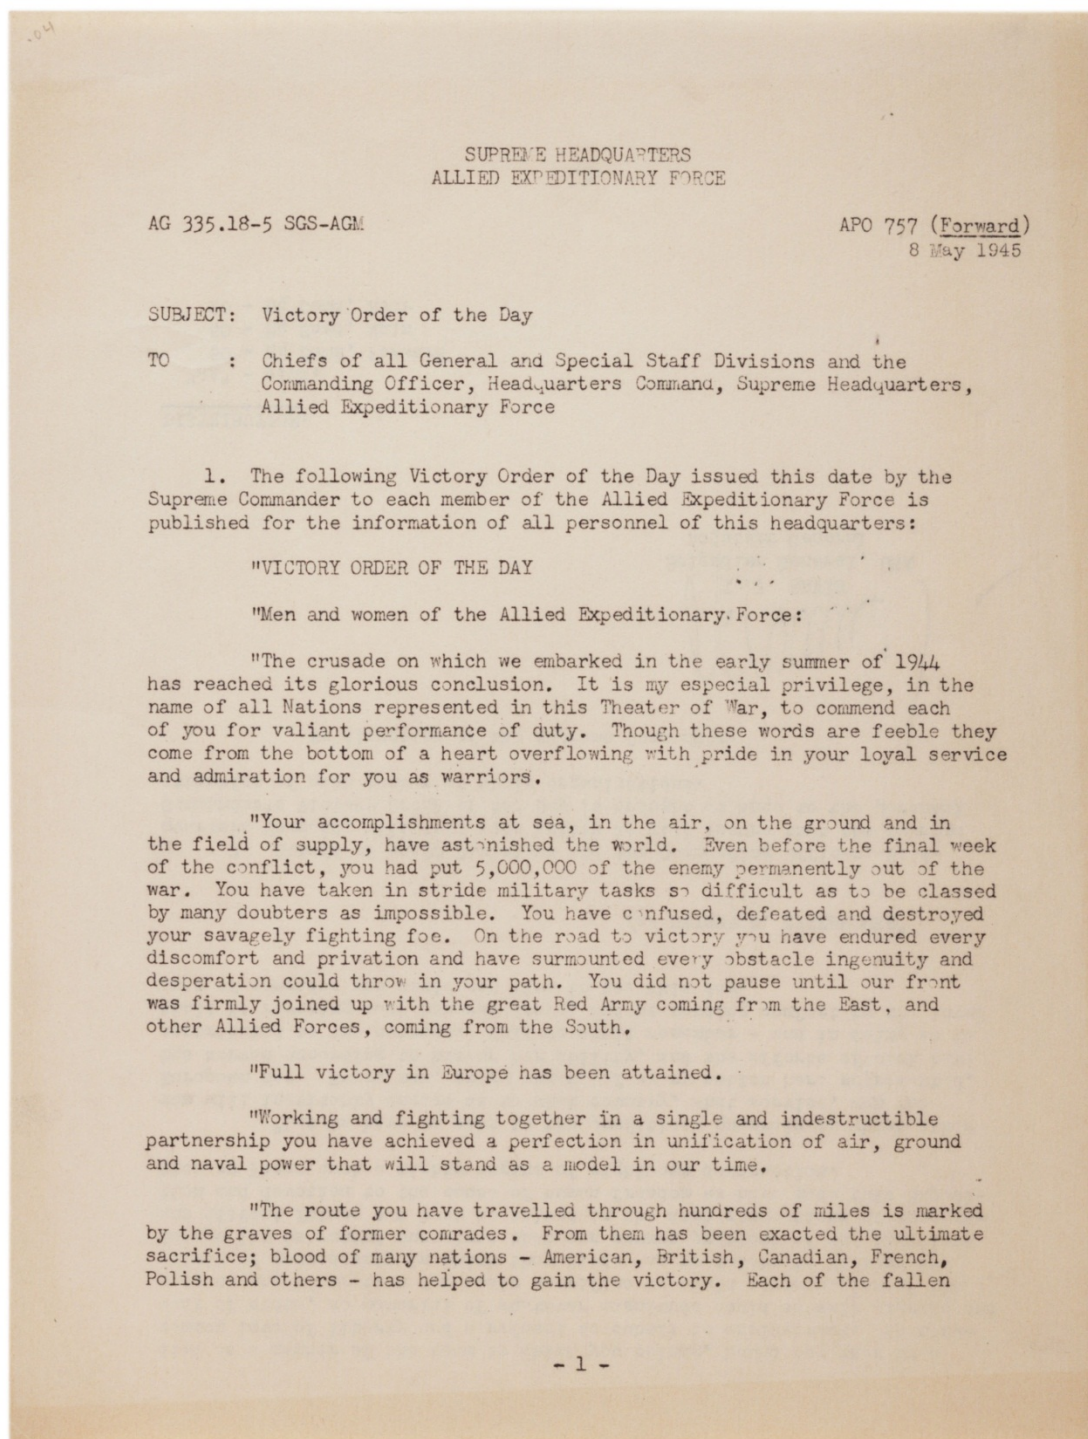 .04
SUPREME HEADQUARTERS
ALLIED EXPEDITIONARY FORCE
AG 335.18-5 SGS-AGM
APO 757 (Forward)
8 May 1945
SUBJECT: Victory Order of the Day
TO : Chiefs of all General and Special Staff Divisions and the
Commanding Officer, Headquarters Command, Supreme Headquarters,
Allied Expeditionary Force
1. The following Victory Order of the Day issued this date by the
Supreme Commander to each member of the Allied Expeditionary Force is
published for the information of all personnel of this headquarters:
"VICTORY ORDER OF THE DAY
"Men and women of the Allied Expeditionary Force:
"The crusade on which we embarked in the early summer of 1944
has reached its glorious conclusion. It is my especial privilege, in the
name of all Nations represented in this Theater of War, to commend each
of you for valiant performance of duty. Though these words are feeble they
come from the bottom of a heart overflowing with pride in your loyal service
and admiration for you as warriors.
"Your accomplishments at sea, in the air, on the ground and in
the field of supply, have astonished the world. Even before the final week
of the conflict, you had put 5,000,000 of the enemy permanently out of the
war. You have taken in stride military tasks so difficult as to be classed
by many doubters as impossible. You have confused, defeated and destroyed
your savagely fighting foe. On the road to victory you have endured every
discomfort and privation and have surmounted every obstacle ingenuity and
desperation could throw in your path. You did not pause until our front
was firmly joined up with the great Red Army coming from the East, and
other Allied Forces, coming from the South.
"Full victory in Europe has been attained.
"Working and fighting together in a single and indestructible
partnership you have achieved a perfection in unification of air, ground
and naval power that will stand as a model in our time.
"The route you have travelled through hundreds of miles is marked
by the graves of former comrades. From them has been exacted the ultimate
sacrifice; blood of many nations - American, British, Canadian, French,
Polish and others - has helped to gain the victory. Each of the fallen
- 1 -